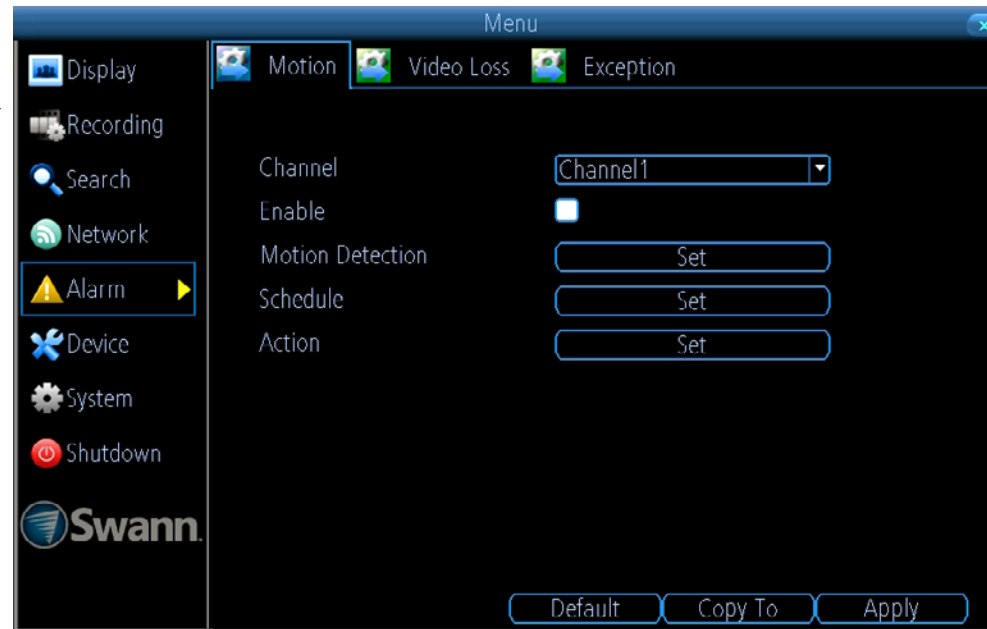 Menu
Display
Recording
Search
Network
Alarm
Device
System
Shutdown
Swann.
Motion Video Loss Exception
Channel Channel1
Enable
Motion Detection Set
Schedule Set
Action Set
Default Copy To Apply